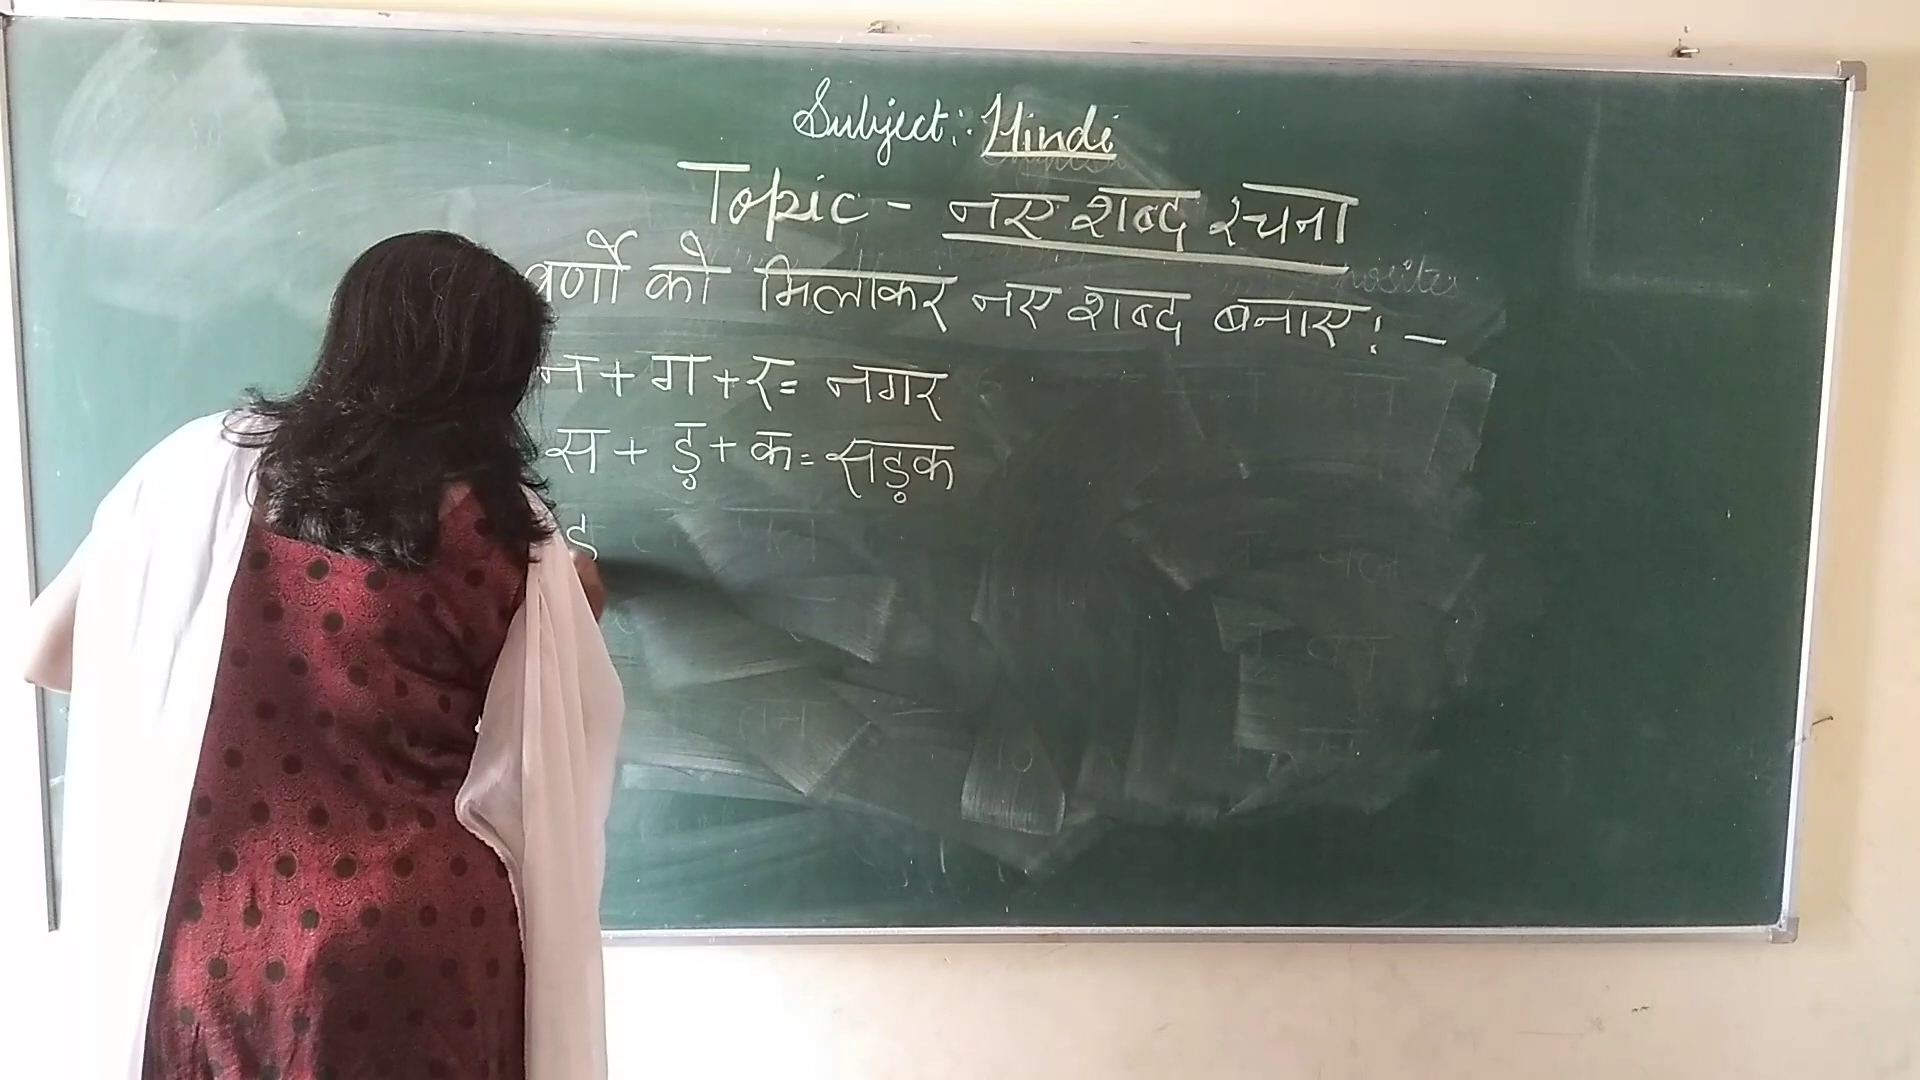 Subject: Hindi
Topic - नए शब्द रचना
वर्णो को मिलाकर नए शब्द बनाए: -
न + ग + र = नगर
स + ड़ + क = सड़क